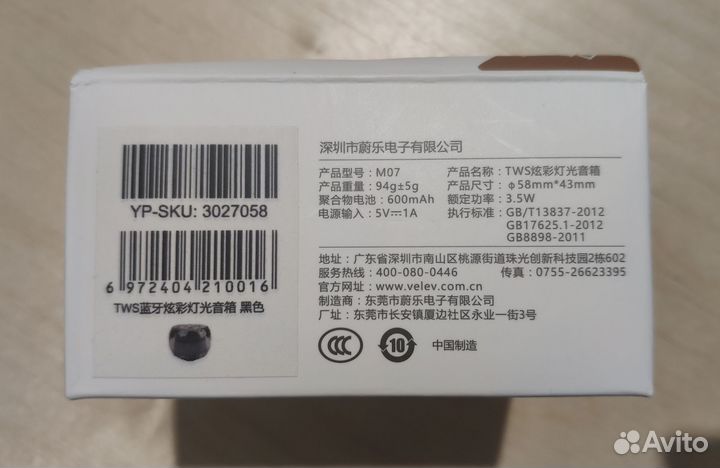 YP-SKU: 3027058
6 972404 210016
TWS蓝牙炫彩灯光音箱 黑色
深圳市蔚乐电子有限公司
产品型号：M07 产品名称：TWS炫彩灯光音箱
产品重量：94g±5g 产品尺寸：φ58mm*43mm
聚合物电池：600mAh 额定功率：3.5W
电源输入：5V⎓1A 执行标准：GB/T13837-2012
GB17625.1-2012
GB8898-2011
地址：广东省深圳市南山区桃源街道珠光创新科技园2栋602
服务热线：400-080-0446 传真：0755-26623395
官方网址：www.velev.com.cn
制造商：东莞市蔚乐电子有限公司
厂址：东莞市长安镇厦边社区永业一街3号
CCC 10 中国制造
Avito